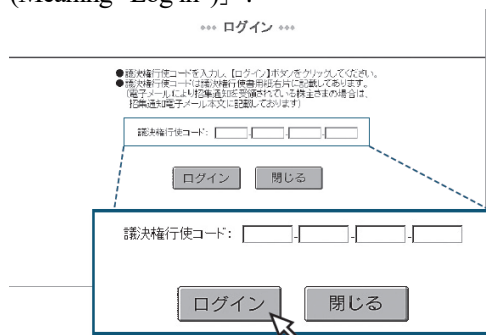 (Meaning "Log in")」.
*** ログイン ***
●議決権行使コードを入力し、【ログイン】ボタンをクリックしてください。
●議決権行使コードは議決権行使書用紙右片に記載しております。
(電子メールにより招集通知を受領されている株主さまの場合は、
招集通知電子メール本文に記載しております)
議決権行使コード: - - -
ログイン 閉じる
議決権行使コード: - - -
ログイン 閉じる